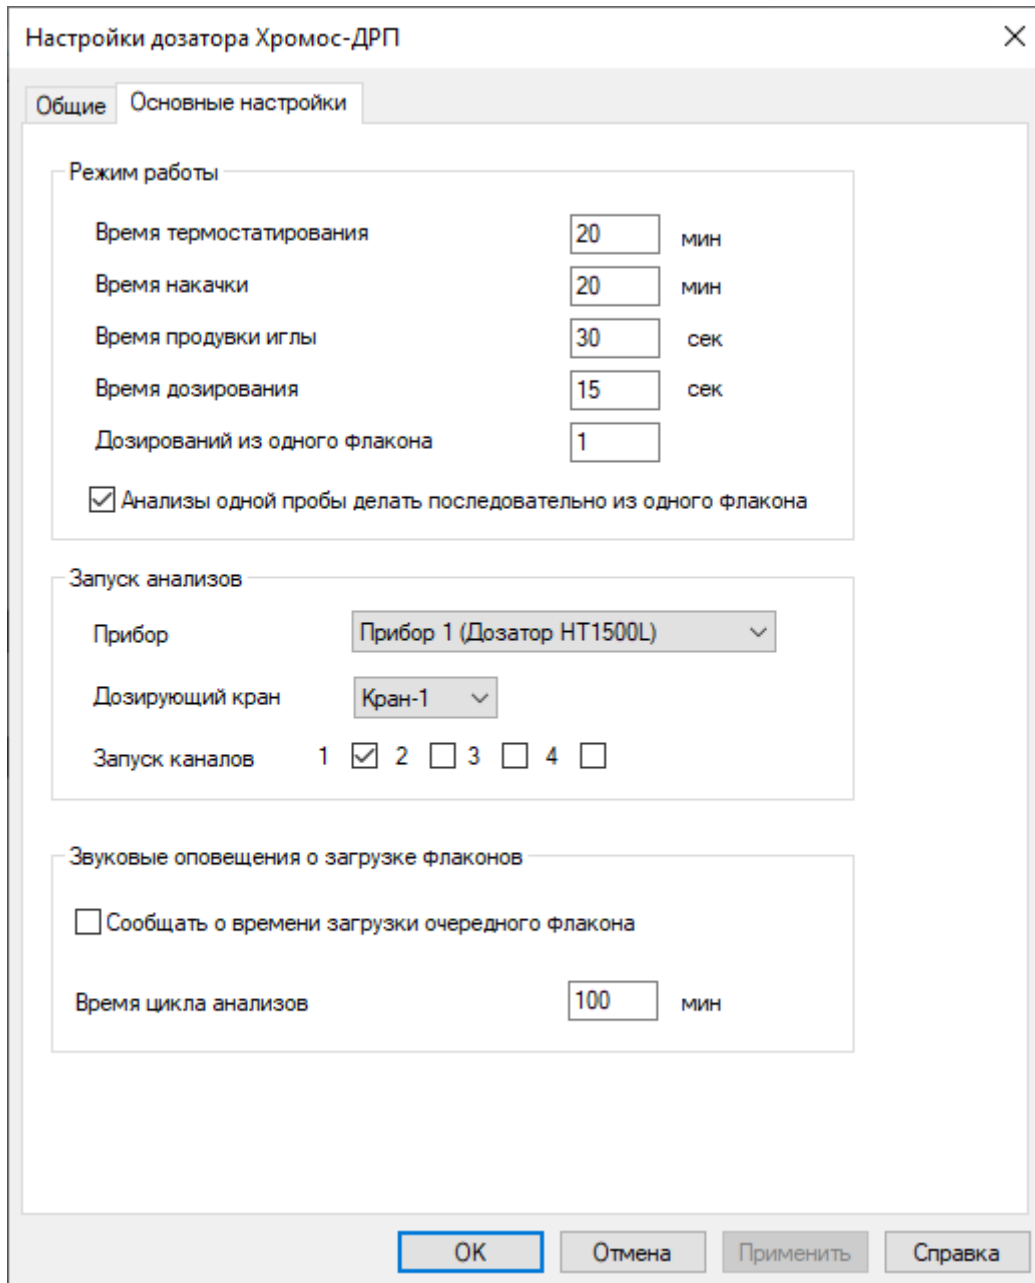 Настройки дозатора Хромос-ДРП
Общие Основные настройки
Режим работы
Время термостатирования 20 мин
Время накачки 20 мин
Время продувки иглы 30 сек
Время дозирования 15 сек
Дозирований из одного флакона 1
Анализы одной пробы делать последовательно из одного флакона
Запуск анализов
Прибор Прибор 1 (Дозатор HT1500L)
Дозирующий кран Кран-1
Запуск каналов 1 2 3 4
Звуковые оповещения о загрузке флаконов
Сообщать о времени загрузки очередного флакона
Время цикла анализов 100 мин
OK Отмена Применить Справка